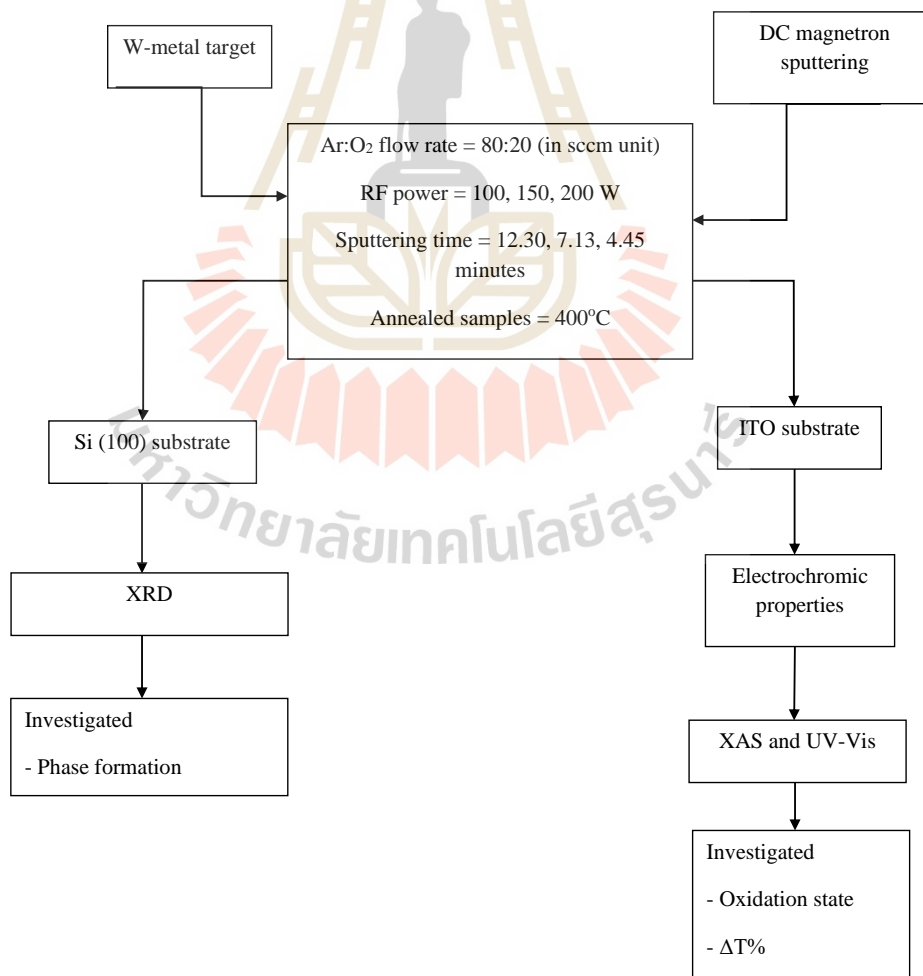 W-metal target
DC magnetron
sputtering
Ar:O₂ flow rate = 80:20 (in sccm unit)
RF power = 100, 150, 200 W
Sputtering time = 12.30, 7.13, 4.45
minutes
Annealed samples = 400°C
Si (100) substrate
ITO substrate
มหาวิทยาลัยเทคโนโลยีสุรนารี
XRD
Electrochromic
properties
Investigated
- Phase formation
XAS and UV-Vis
Investigated
- Oxidation state
- ΔT%